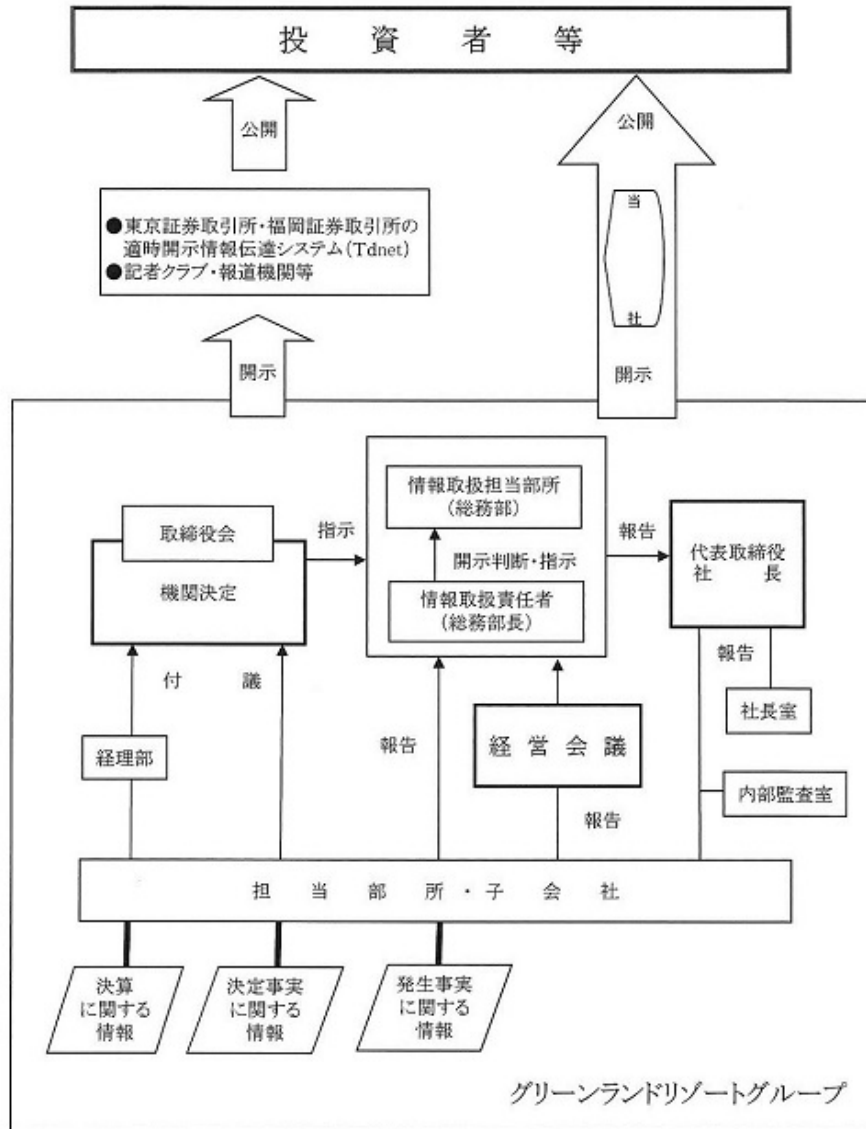 投資者等
公開
公開
●東京証券取引所・福岡証券取引所の
適時開示情報伝達システム(Tdnet)
●記者クラブ・報道機関等
当
社
開示
開示
情報取扱担当部所
(総務部)
取締役会
指示
報告
代表取締役
社長
機関決定
開示判断・指示
情報取扱責任者
(総務部長)
付議
報告
社長室
経理部
報告
経営会議
内部監査室
報告
担当部所・子会社
決算
に関する
情報
決定事実
に関する
情報
発生事実
に関する
情報
グリーンランドリゾートグループ